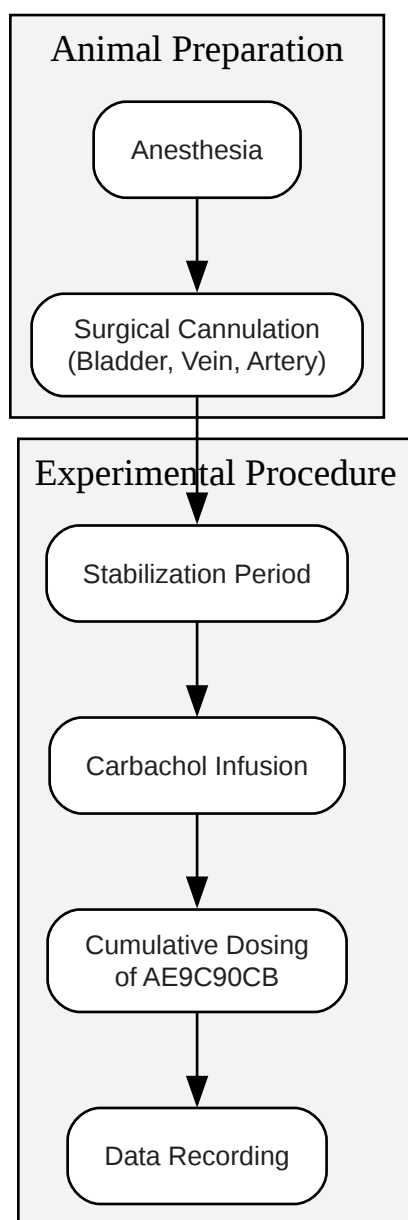 Animal Preparation
Anesthesia
Surgical Cannulation
(Bladder, Vein, Artery)
Experimental Procedure
Stabilization Period
Carbachol Infusion
Cumulative Dosing
of AE9C90CB
Data Recording